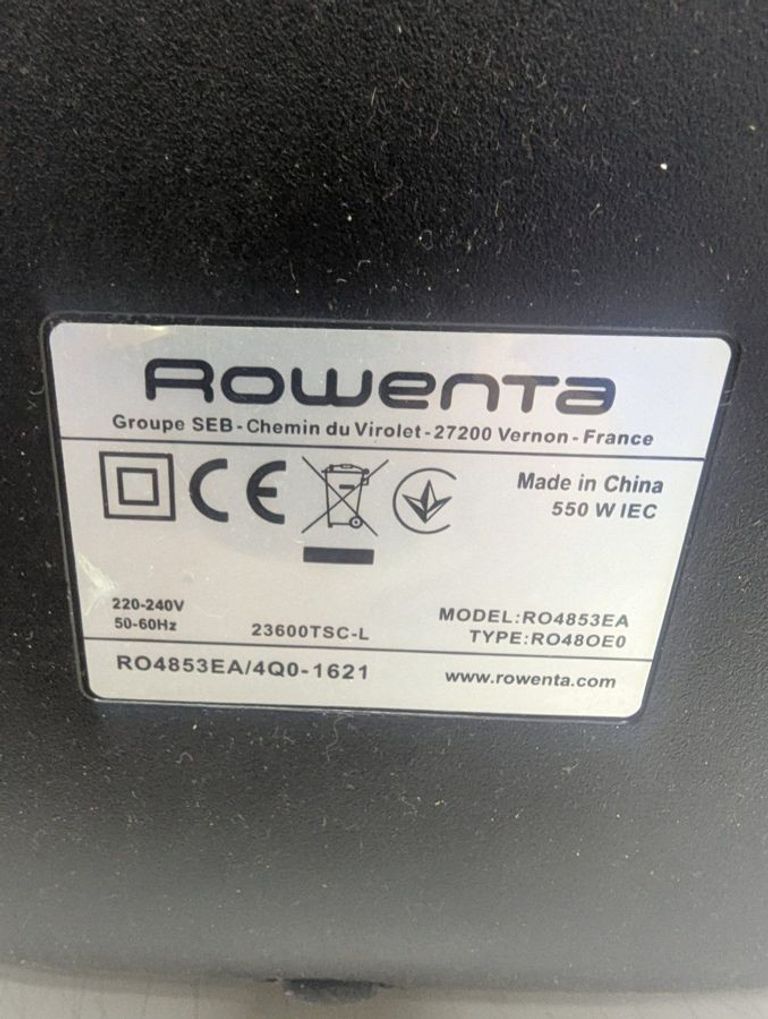 Rowenta
Groupe SEB - Chemin du Virolet - 27200 Vernon - France
CE
Made in China
550 W IEC
220-240V
50-60Hz
23600TSC-L
MODEL:RO4853EA
TYPE:RO48OE0
RO4853EA/4Q0-1621
www.rowenta.com